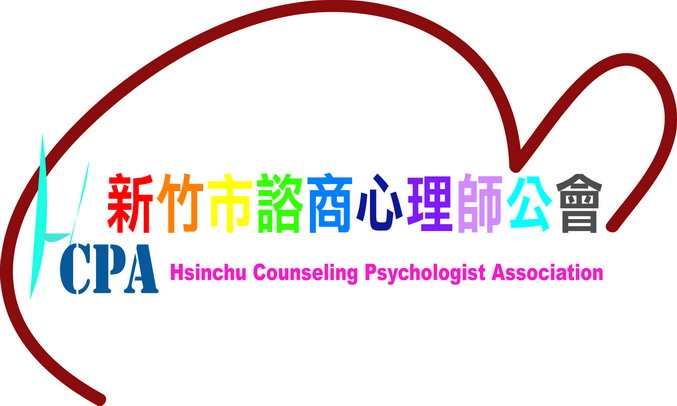 新竹市諮商心理師公會
HCPA Hsinchu Counseling Psychologist Association